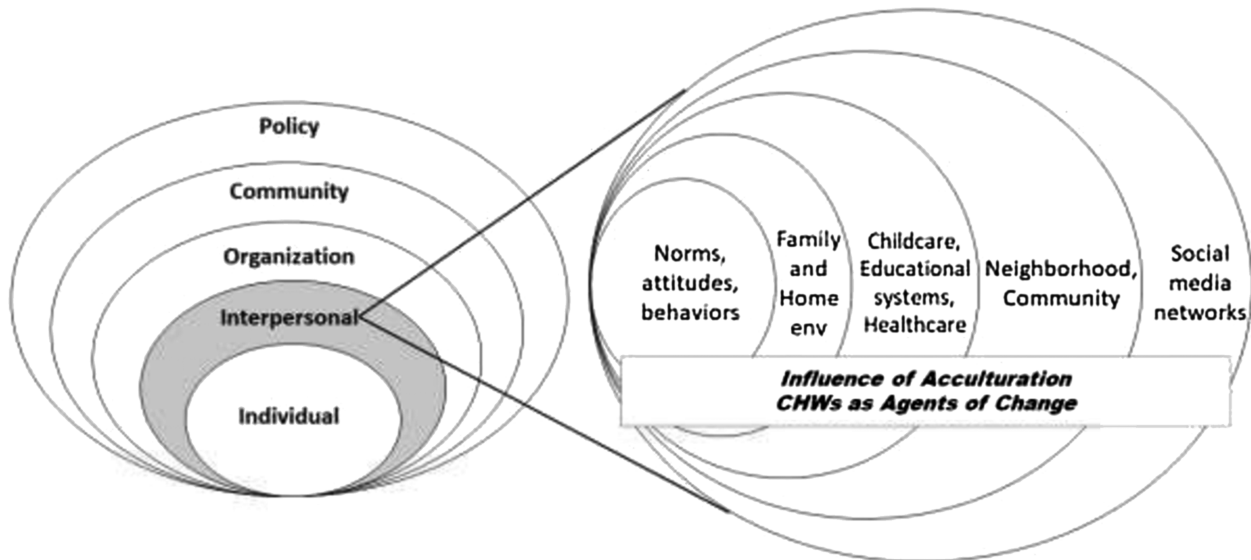 Policy
Community
Organization
Interpersonal
Individual
Norms,
attitudes,
behaviors
Family
and
Home
env
Childcare,
Educational
systems,
Healthcare
Neighborhood,
Community
Social
media
networks
Influence of Acculturation
CHWs as Agents of Change